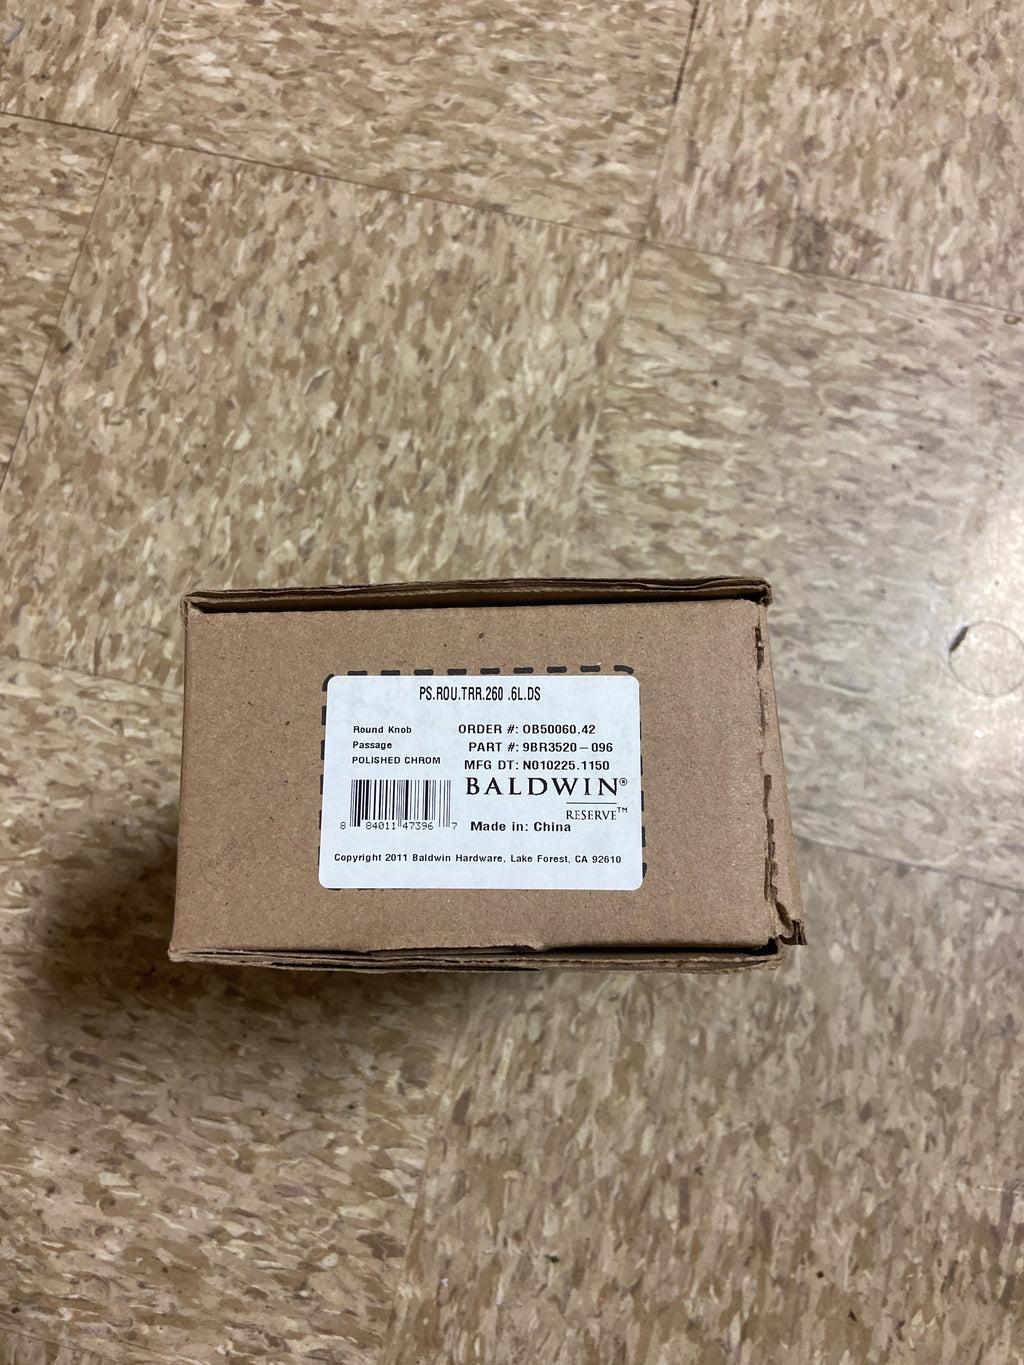 PS.ROU.TRR.260 .6L.DS
Round Knob
Passage
POLISHED CHROM
ORDER #: OB50060.42
PART #: 9BR3520-096
MFG DT: N010225.1150
BALDWIN®
RESERVE™
8 84011 47396 7
Made in: China
Copyright 2011 Baldwin Hardware, Lake Forest, CA 92610